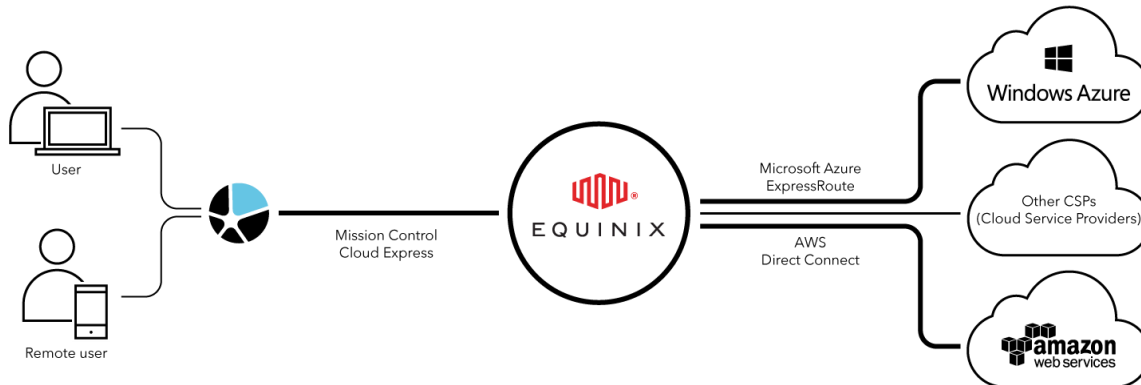 User
Remote user
Mission Control
Cloud Express
EQUINIX
®
Microsoft Azure
ExpressRoute
AWS
Direct Connect
Windows Azure
Other CSPs
(Cloud Service Providers)
amazon
web services